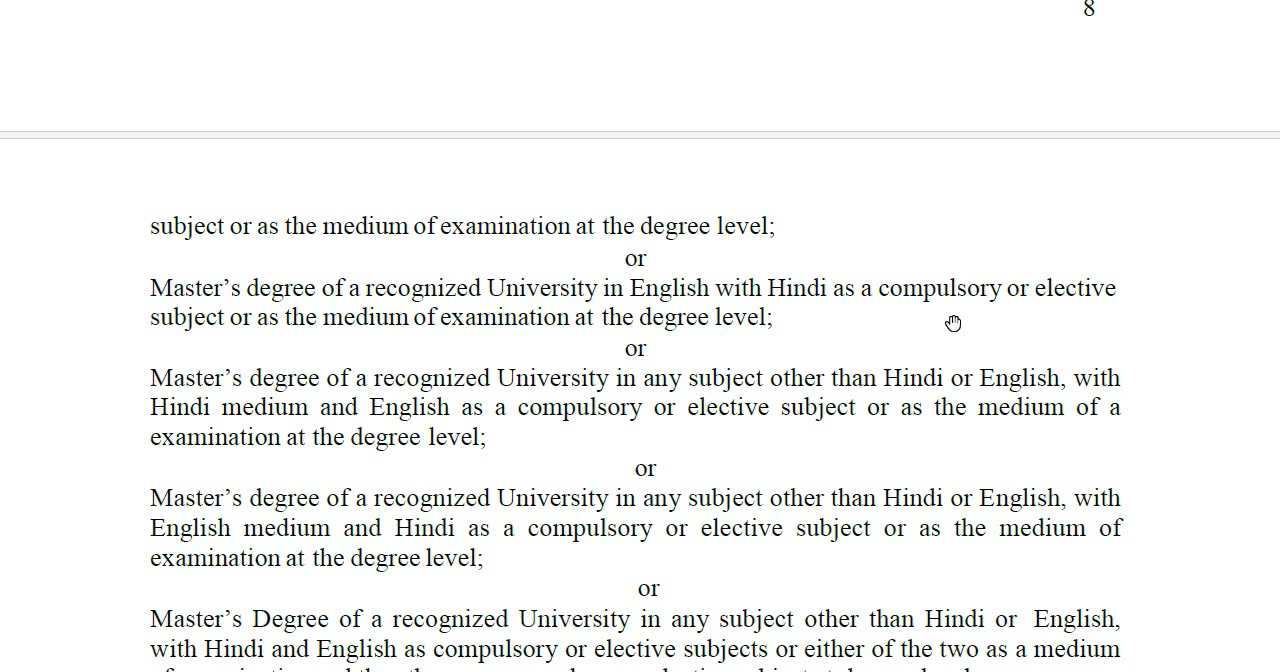 8
subject or as the medium of examination at the degree level;
or
Master’s degree of a recognized University in English with Hindi as a compulsory or elective
subject or as the medium of examination at the degree level;
or
Master’s degree of a recognized University in any subject other than Hindi or English, with
Hindi medium and English as a compulsory or elective subject or as the medium of a
examination at the degree level;
or
Master’s degree of a recognized University in any subject other than Hindi or English, with
English medium and Hindi as a compulsory or elective subject or as the medium of
examination at the degree level;
or
Master’s Degree of a recognized University in any subject other than Hindi or English,
with Hindi and English as compulsory or elective subjects or either of the two as a medium